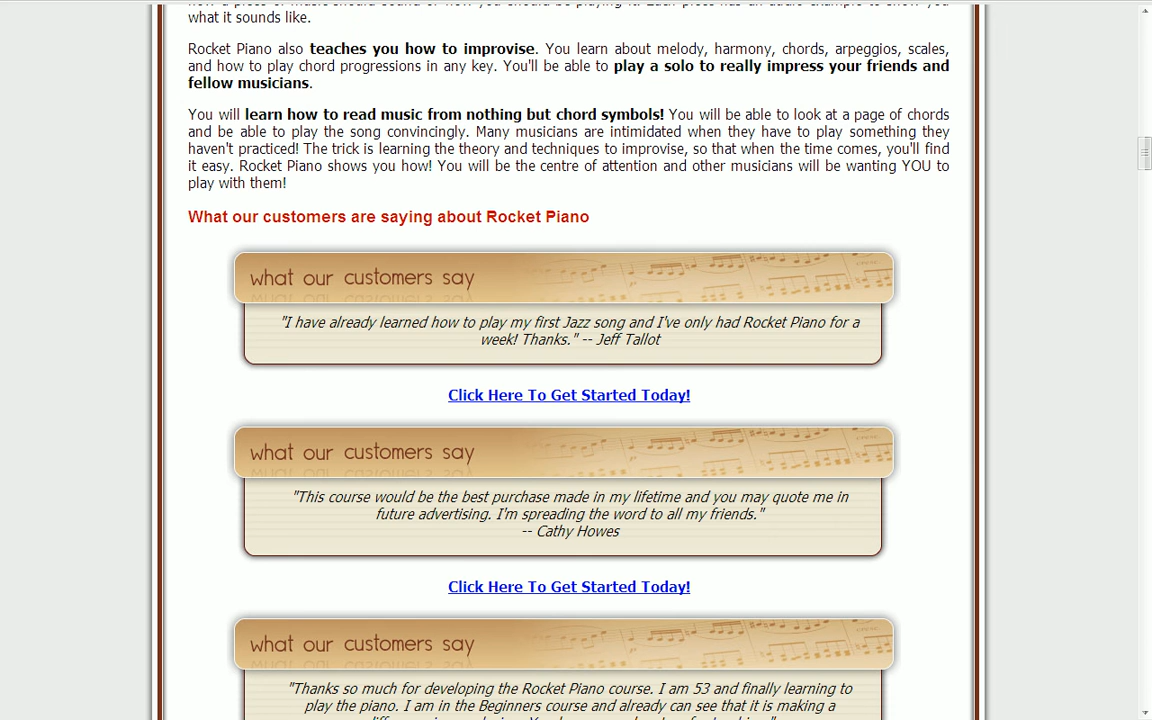 what it sounds like.
Rocket Piano also teaches you how to improvise. You learn about melody, harmony, chords, arpeggios, scales,
and how to play chord progressions in any key. You'll be able to play a solo to really impress your friends and
fellow musicians.
You will learn how to read music from nothing but chord symbols! You will be able to look at a page of chords
and be able to play the song convincingly. Many musicians are intimidated when they have to play something they
haven't practiced! The trick is learning the theory and techniques to improvise, so that when the time comes, you'll find
it easy. Rocket Piano shows you how! You will be the centre of attention and other musicians will be wanting YOU to
play with them!
What our customers are saying about Rocket Piano
what our customers say
"I have already learned how to play my first Jazz song and I've only had Rocket Piano for a
week! Thanks." -- Jeff Tallot
Click Here To Get Started Today!
what our customers say
"This course would be the best purchase made in my lifetime and you may quote me in
future advertising. I'm spreading the word to all my friends."
-- Cathy Howes
Click Here To Get Started Today!
what our customers say
"Thanks so much for developing the Rocket Piano course. I am 53 and finally learning to
play the piano. I am in the Beginners course and already can see that it is making a